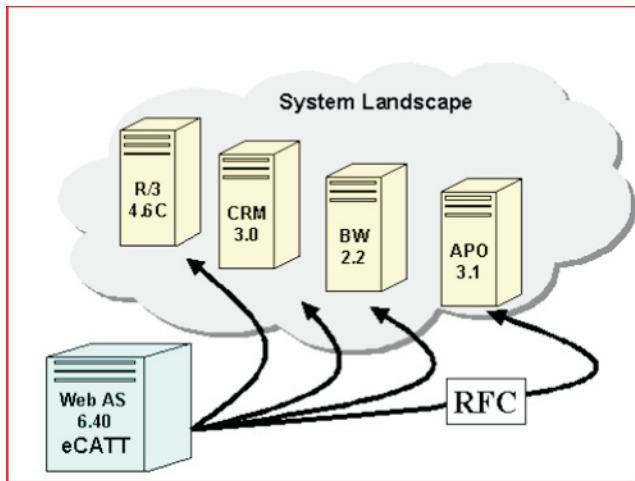 System Landscape
R/3
4.6C
CRM
3.0
BW
2.2
APO
3.1
Web AS
6.40
eCATT
RFC